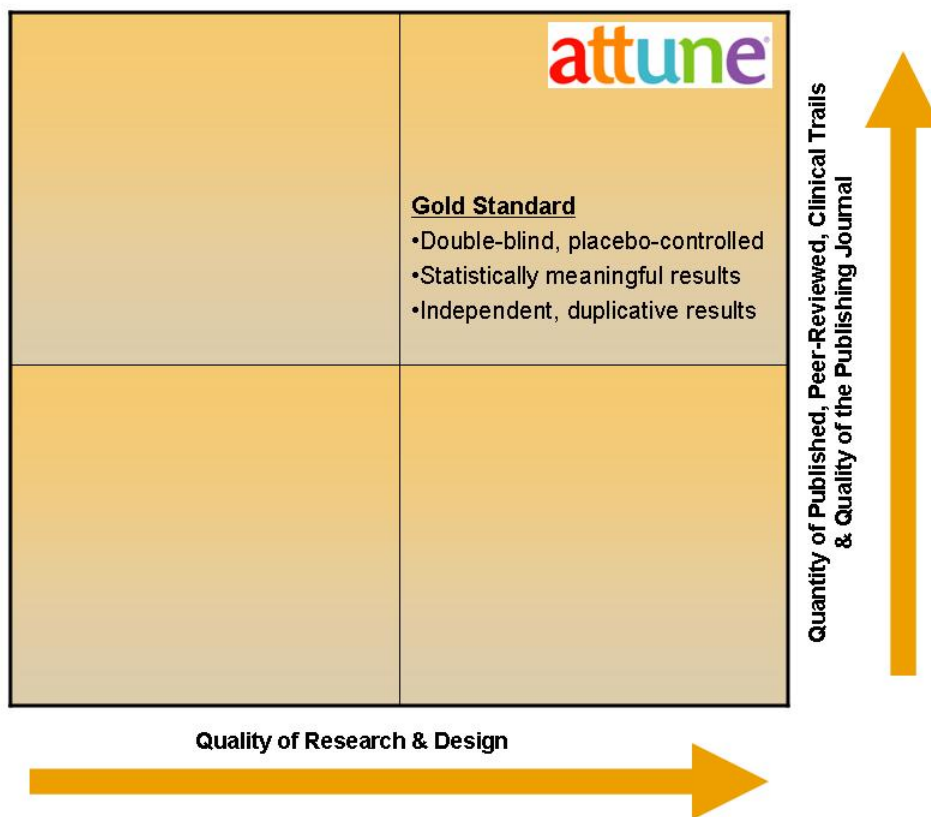 attune®
Gold Standard
•Double-blind, placebo-controlled
•Statistically meaningful results
•Independent, duplicative results
Quantity of Published, Peer-Reviewed, Clinical Trails
& Quality of the Publishing Journal
Quality of Research & Design